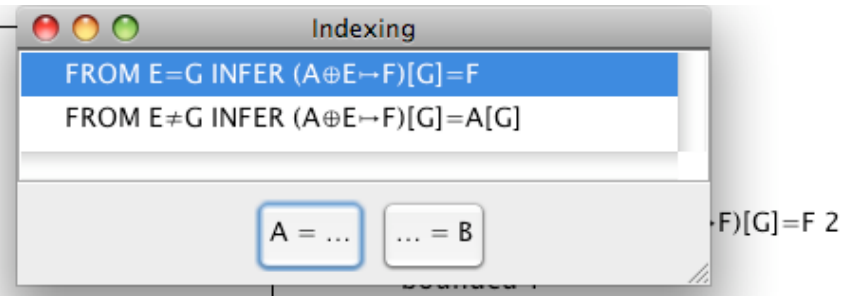 Indexing
FROM E=G INFER (A⊕E↦F)[G]=F
FROM E≠G INFER (A⊕E↦F)[G]=A[G]
A = ...
... = B
F)[G]=F 2